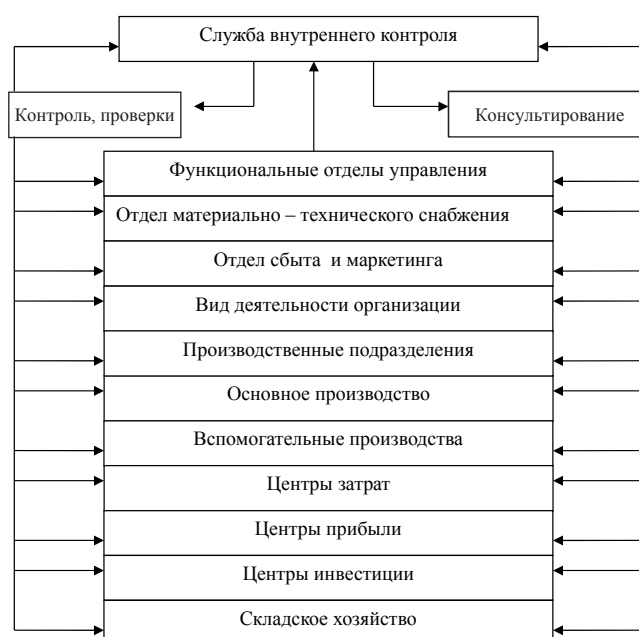 Служба внутреннего контроля
Контроль, проверки
Консультирование
Функциональные отделы управления
Отдел материально – технического снабжения
Отдел сбыта и маркетинга
Вид деятельности организации
Производственные подразделения
Основное производство
Вспомогательные производства
Центры затрат
Центры прибыли
Центры инвестиции
Складское хозяйство